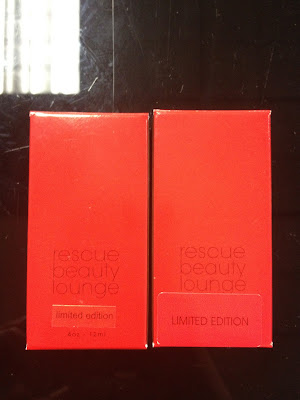 rescue
beauty
lounge
limited edition
.4oz · 12ml
rescue
beauty
lounge
LIMITED EDITION